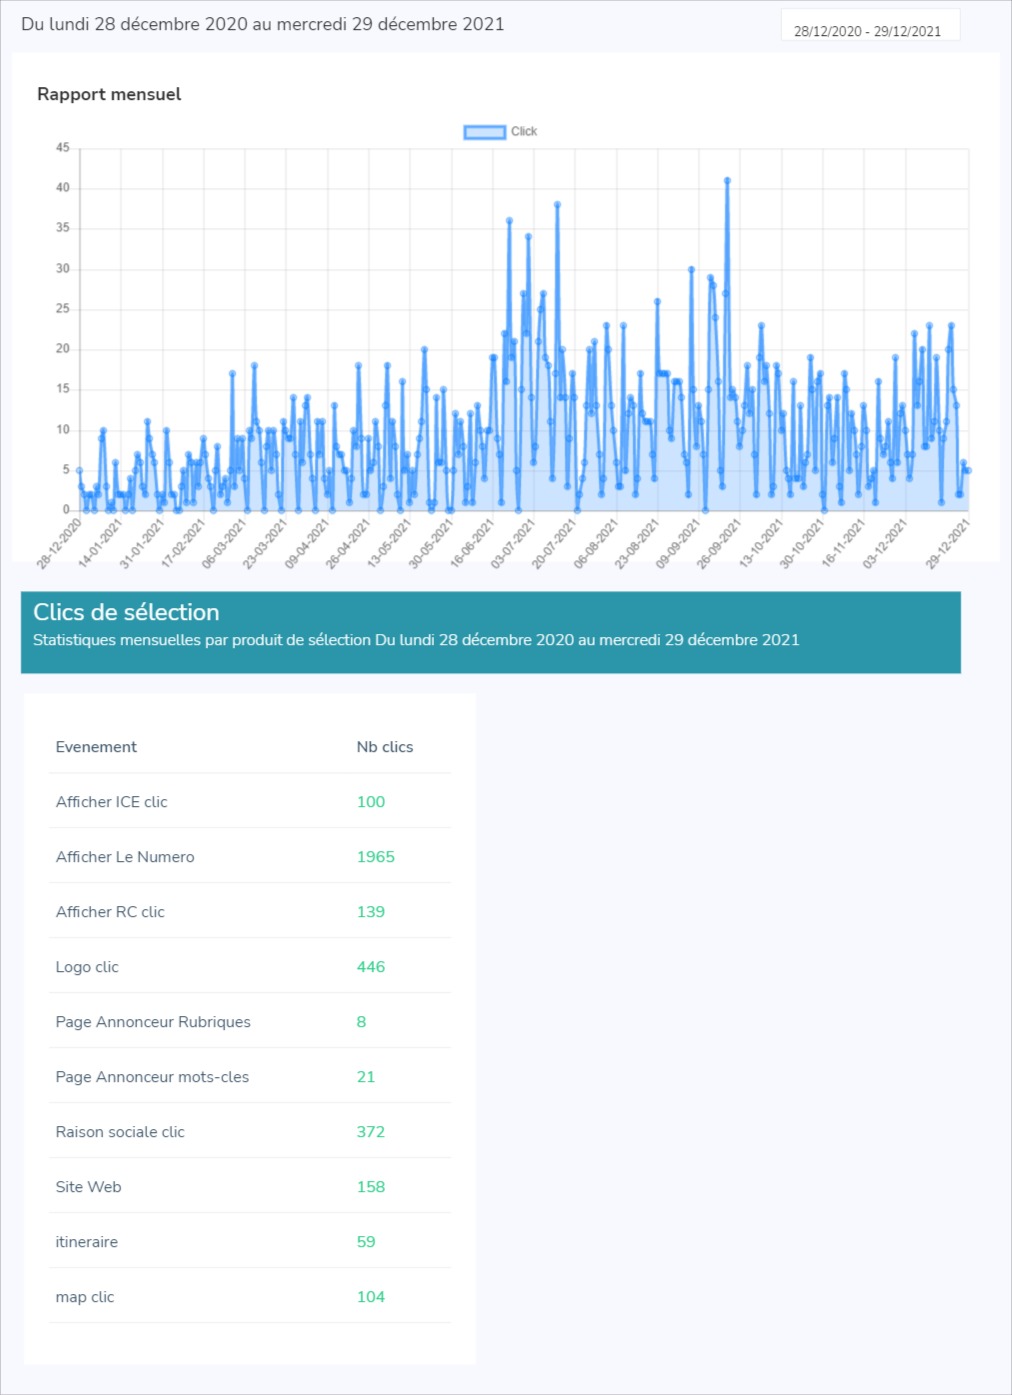 Du lundi 28 décembre 2020 au mercredi 29 décembre 2021
28/12/2020 - 29/12/2021
Rapport mensuel
Click
45
40
35
30
25
20
15
10
5
0
28-12-2020
14-01-2021
31-01-2021
17-02-2021
06-03-2021
23-03-2021
09-04-2021
26-04-2021
13-05-2021
30-05-2021
16-06-2021
03-07-2021
20-07-2021
06-08-2021
23-08-2021
09-09-2021
26-09-2021
13-10-2021
30-10-2021
16-11-2021
03-12-2021
29-12-2021
Clics de sélection
Statistiques mensuelles par produit de sélection Du lundi 28 décembre 2020 au mercredi 29 décembre 2021
Evenement Nb clics
Afficher ICE clic 100
Afficher Le Numero 1965
Afficher RC clic 139
Logo clic 446
Page Annonceur Rubriques 8
Page Annonceur mots-cles 21
Raison sociale clic 372
Site Web 158
itineraire 59
map clic 104